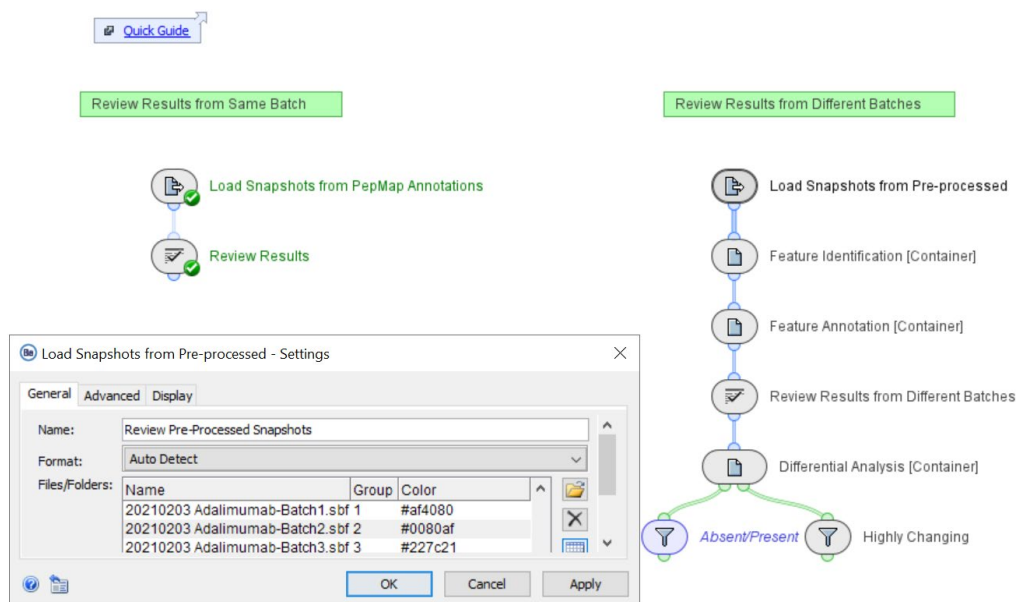 Quick Guide
Review Results from Same Batch
Review Results from Different Batches
Load Snapshots from PepMap Annotations
Load Snapshots from Pre-processed
Review Results
Feature Identification [Container]
Feature Annotation [Container]
Review Results from Different Batches
Differential Analysis [Container]
Absent/Present
Highly Changing
Be Load Snapshots from Pre-processed - Settings
General Advanced Display
Name: Review Pre-Processed Snapshots
Format: Auto Detect
Files/Folders: Name Group Color
20210203 Adalimumab-Batch1.sbf 1 #af4080
20210203 Adalimumab-Batch2.sbf 2 #0080af
20210203 Adalimumab-Batch3.sbf 3 #227c21
OK Cancel Apply